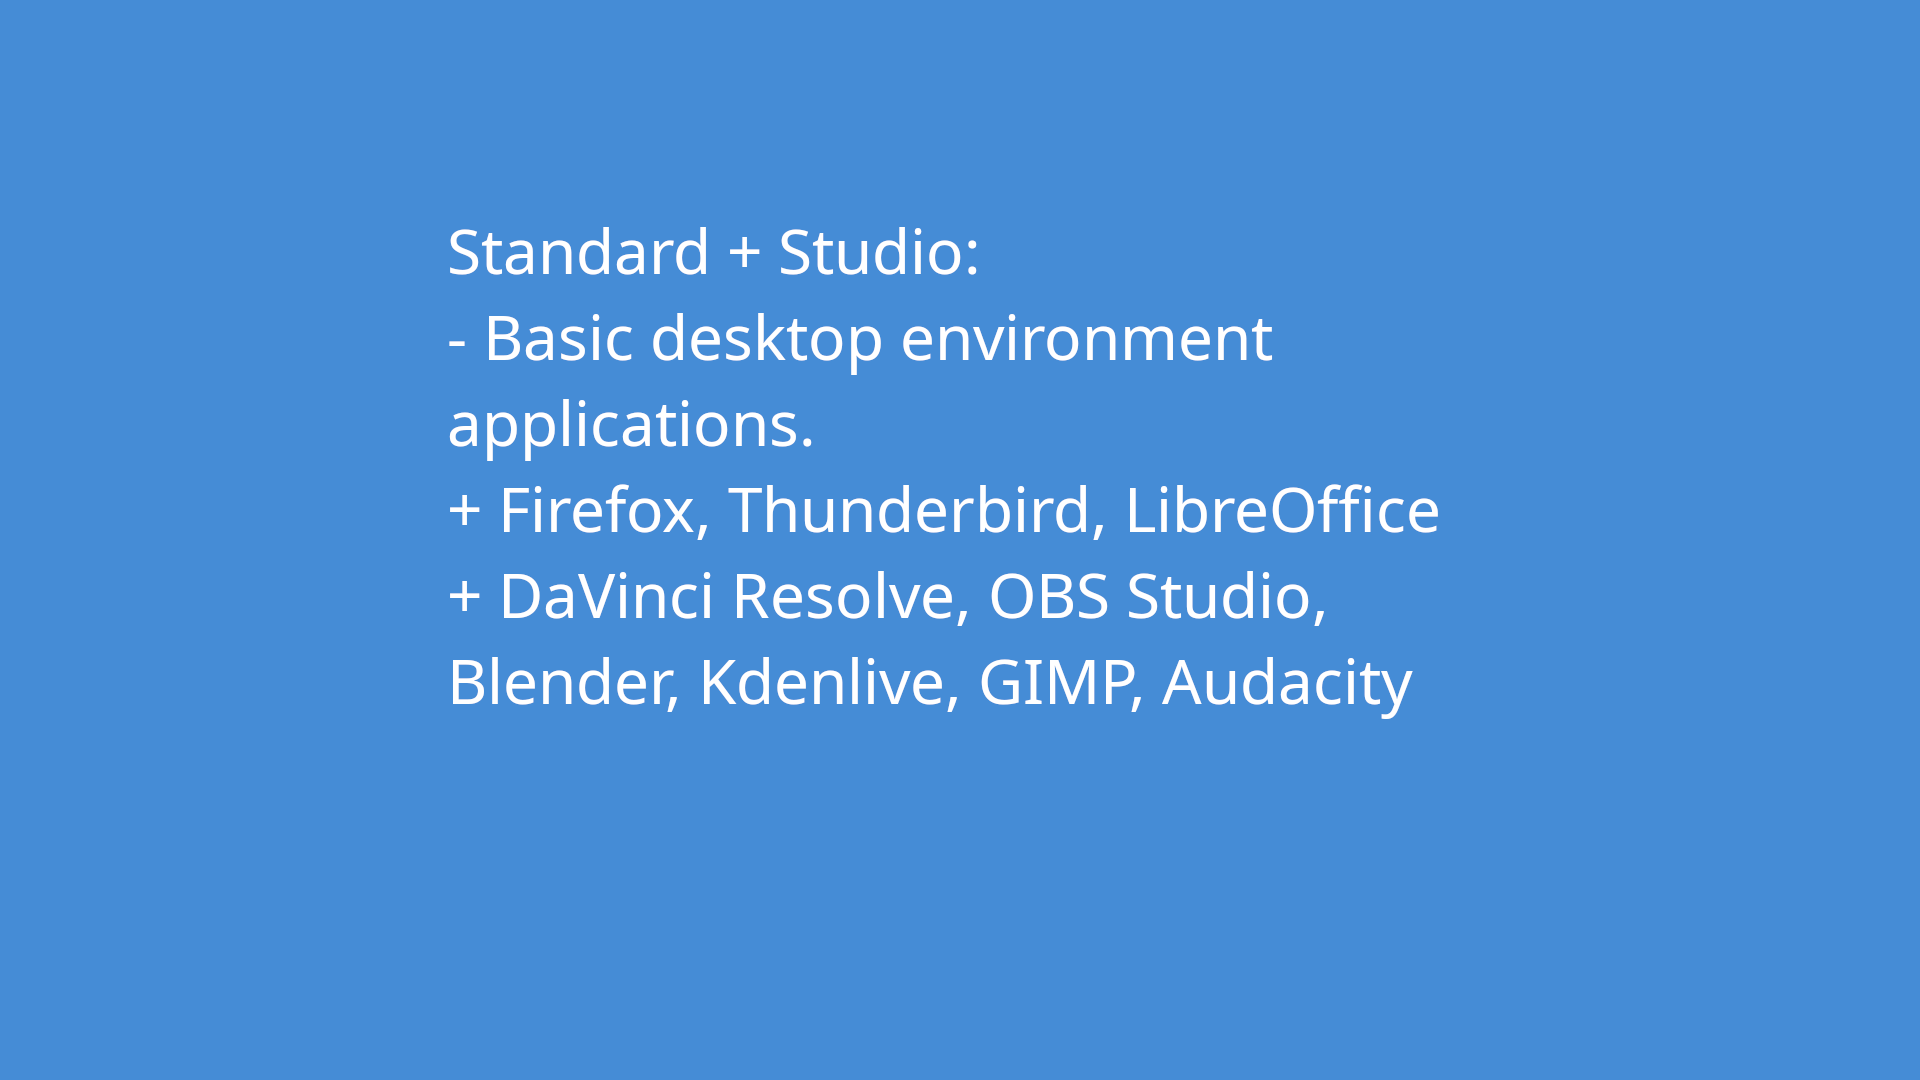 Standard + Studio:
- Basic desktop environment
applications.
+ Firefox, Thunderbird, LibreOffice
+ DaVinci Resolve, OBS Studio,
Blender, Kdenlive, GIMP, Audacity